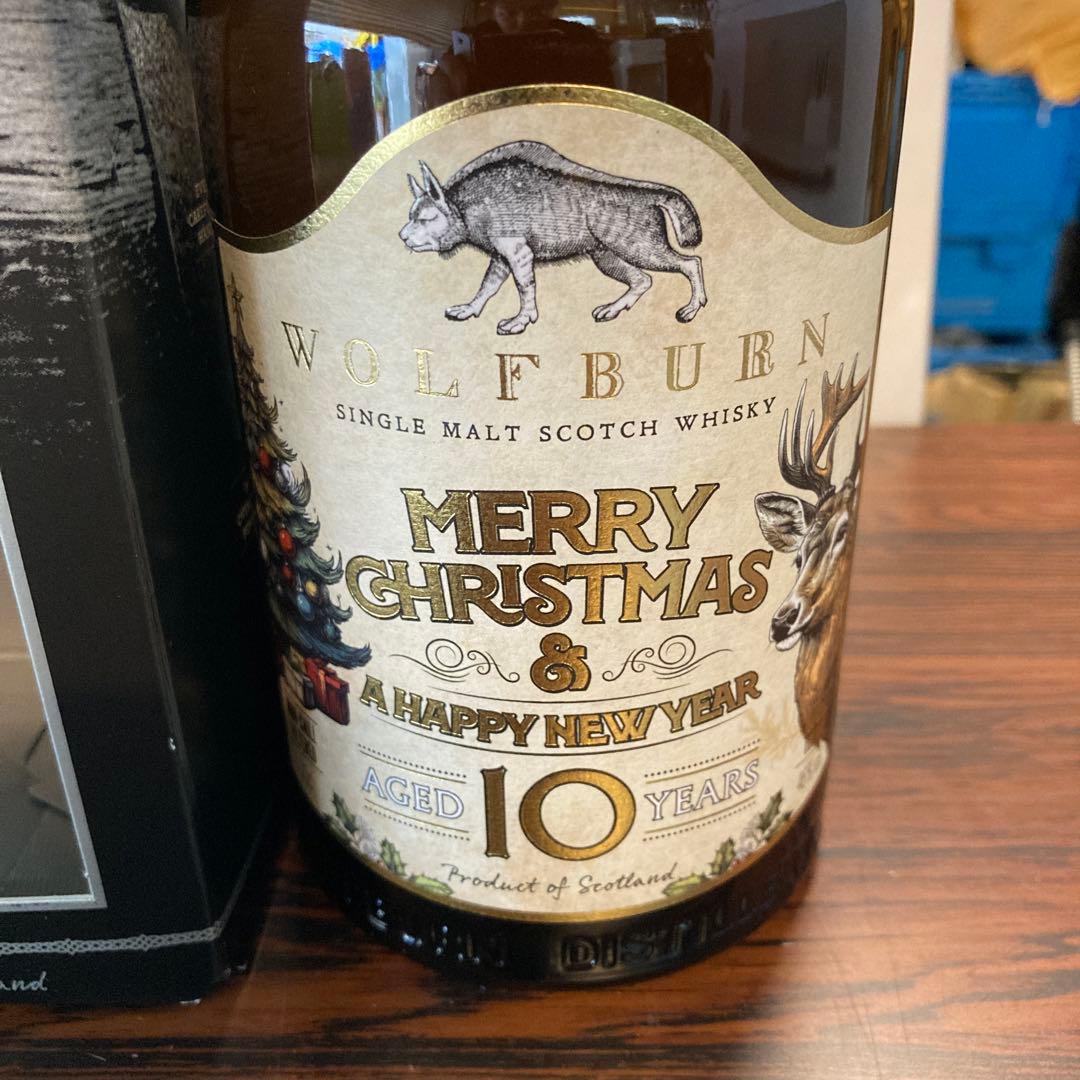 WOLFBURN
SINGLE MALT SCOTCH WHISKY
MERRY
CHRISTMAS
&
A HAPPY NEW YEAR
AGED 10 YEARS
Product of Scotland